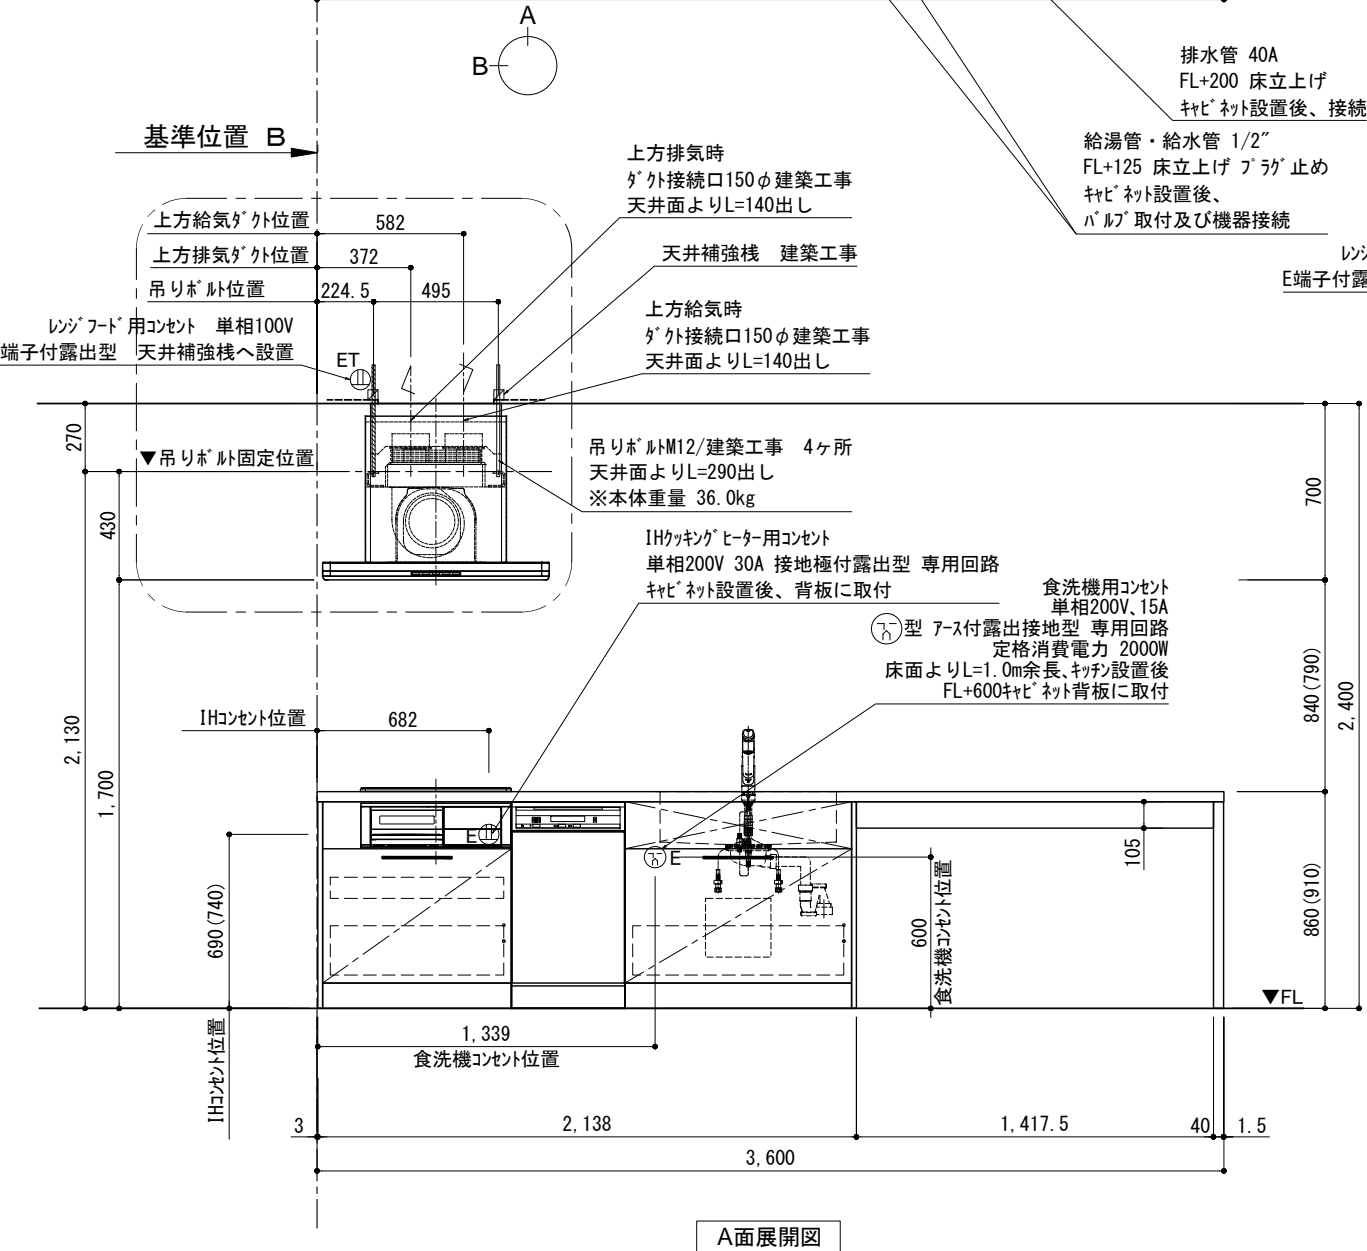 A
B
基準位置 B
排水管 40A
FL+200 床立上げ
ｷｬﾋﾞﾈｯﾄ設置後、接続
給湯管・給水管 1/2″
FL+125 床立上げ ﾌﾟﾗｸﾞ止め
ｷｬﾋﾞﾈｯﾄ設置後、
ﾊﾞﾙﾌﾞ取付及び機器接続
上方排気時
ﾀﾞｸﾄ接続口150φ建築工事
天井面よりL=140出し
天井補強桟　建築工事
上方給気時
ﾀﾞｸﾄ接続口150φ建築工事
天井面よりL=140出し
上方給気ﾀﾞｸﾄ位置
582
上方排気ﾀﾞｸﾄ位置
372
吊りﾎﾞﾙﾄ位置
224.5
495
ﾚﾝｼﾞﾌｰﾄﾞ用ｺﾝｾﾝﾄ　単相100V
端子付露出型　天井補強桟へ設置
ET
E端子付露
270
▼吊りﾎﾞﾙﾄ固定位置
430
吊りﾎﾞﾙﾄM12/建築工事　4ヶ所
天井面よりL=290出し
※本体重量 36.0kg
700
IHｸｯｷﾝｸﾞﾋｰﾀｰ用ｺﾝｾﾝﾄ
単相200V 30A 接地極付露出型 専用回路
ｷｬﾋﾞﾈｯﾄ設置後、背板に取付
食洗機用ｺﾝｾﾝﾄ
単相200V､15A
型 ｱｰｽ付露出接地型 専用回路
定格消費電力 2000W
床面よりL=1.0m余長､ｷｯﾁﾝ設置後
FL+600ｷｬﾋﾞﾈｯﾄ背板に取付
IHｺﾝｾﾝﾄ位置
682
2,130
1,700
840(790)
2,400
E
E
105
690(740)
600
食洗機ｺﾝｾﾝﾄ位置
860(910)
▼FL
IHｺﾝｾﾝﾄ位置
1,339
食洗機ｺﾝｾﾝﾄ位置
3
2,138
1,417.5
40
1.5
3,600
A面展開図